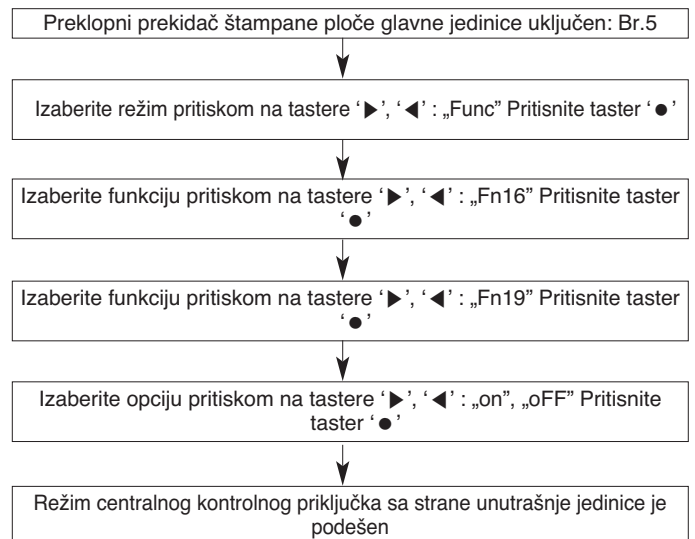 Preklopni prekidač štampane ploče glavne jedinice uključen: Br.5
Izaberite režim pritiskom na tastere ‘▶’, ‘◀’ : „Func” Pritisnite taster ‘●’
Izaberite funkciju pritiskom na tastere ‘▶’, ‘◀’ : „Fn16” Pritisnite taster
‘●’
Izaberite funkciju pritiskom na tastere ‘▶’, ‘◀’ : „Fn19” Pritisnite taster
‘●’
Izaberite opciju pritiskom na tastere ‘▶’, ‘◀’ : „on”, „oFF” Pritisnite
taster ‘●’
Režim centralnog kontrolnog priključka sa strane unutrašnje jedinice je
podešen